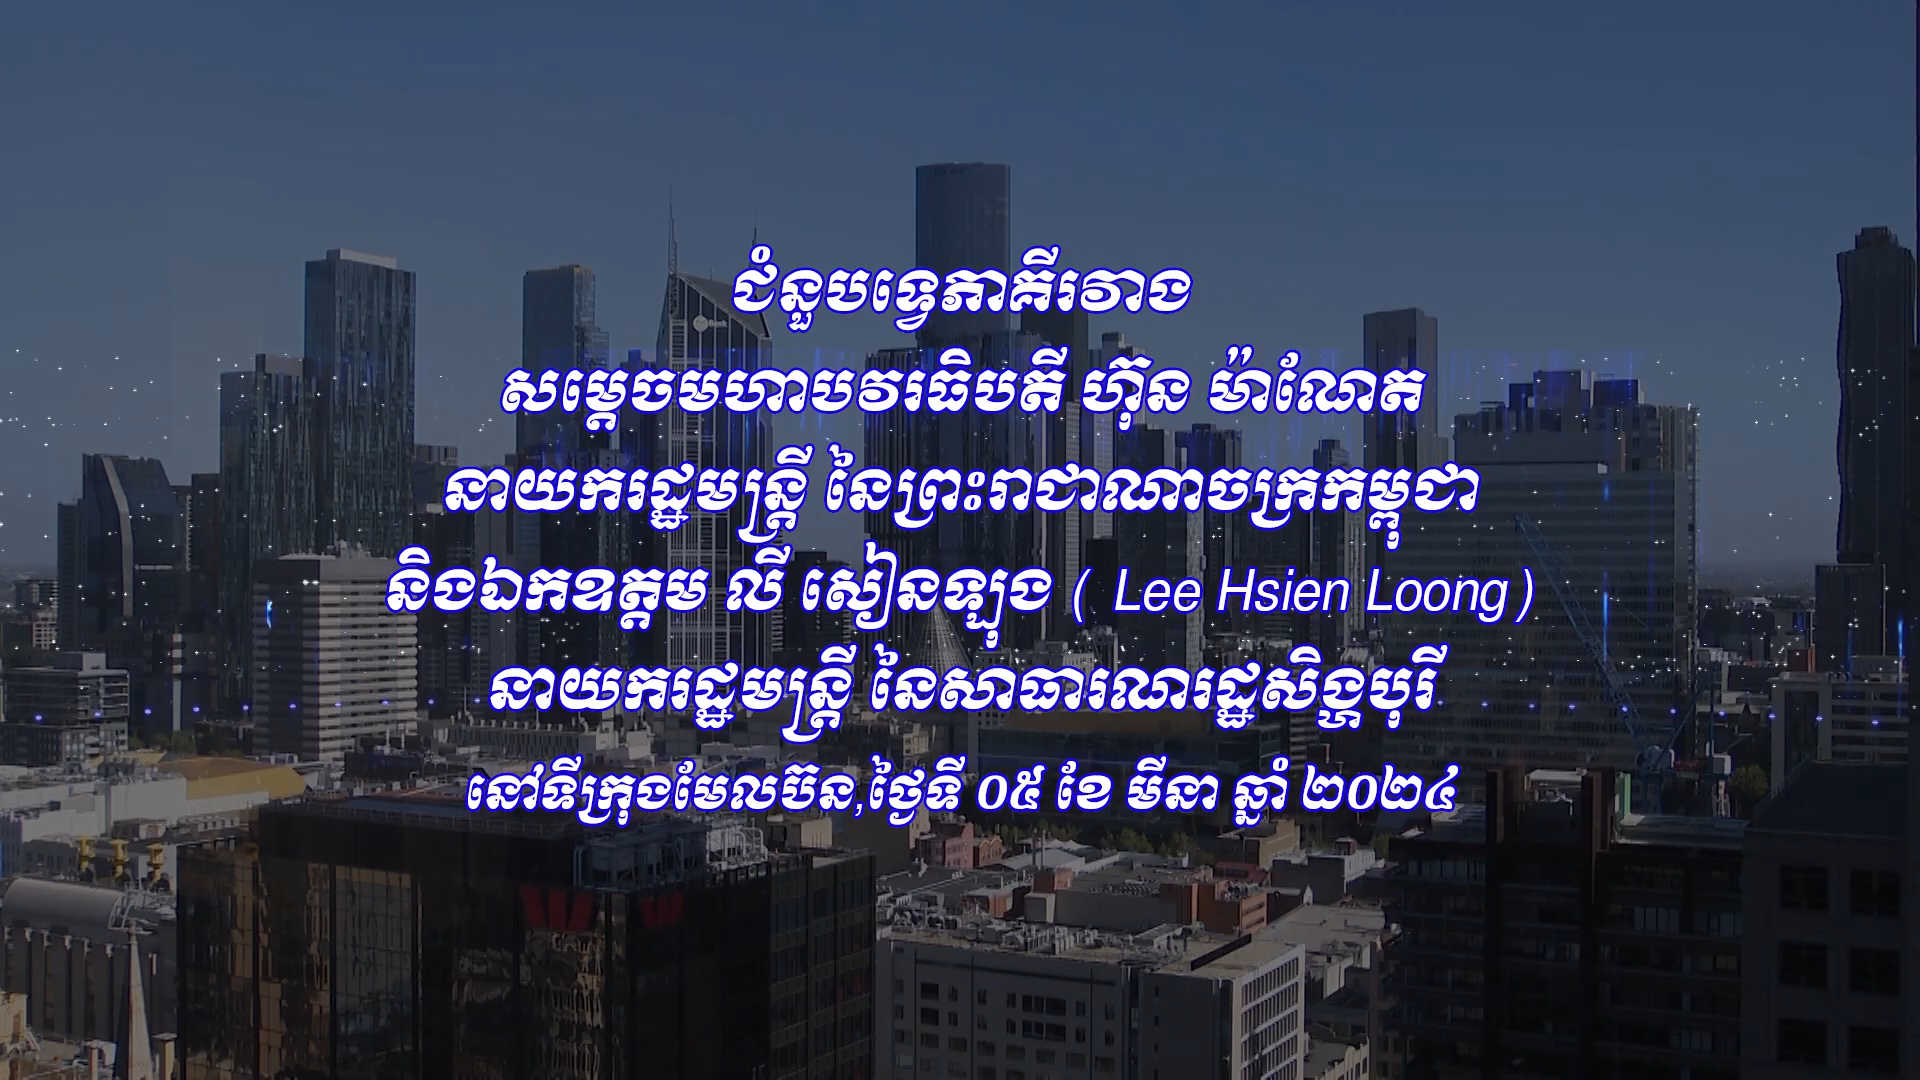 ជំនួបទ្វេភាគីរវាង
សម្តេចមហាបវរធិបតី ហ៊ុន ម៉ាណែត
នាយករដ្ឋមន្ត្រី នៃព្រះរាជាណាចក្រកម្ពុជា
និងឯកឧត្តម លី សៀនឡុង ( Lee Hsien Loong )
នាយករដ្ឋមន្ត្រី នៃសាធារណរដ្ឋសិង្ហបុរី
នៅទីក្រុងមែលប៊ន,ថ្ងៃទី ០៥ ខែ មីនា ឆ្នាំ ២០២៤